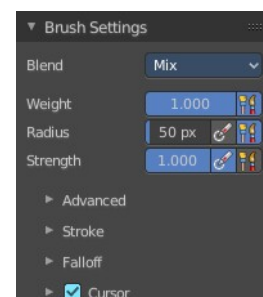 Brush Settings
Blend Mix
Weight 1.000
Radius 50 px
Strength 1.000
Advanced
Stroke
Falloff
Cursor